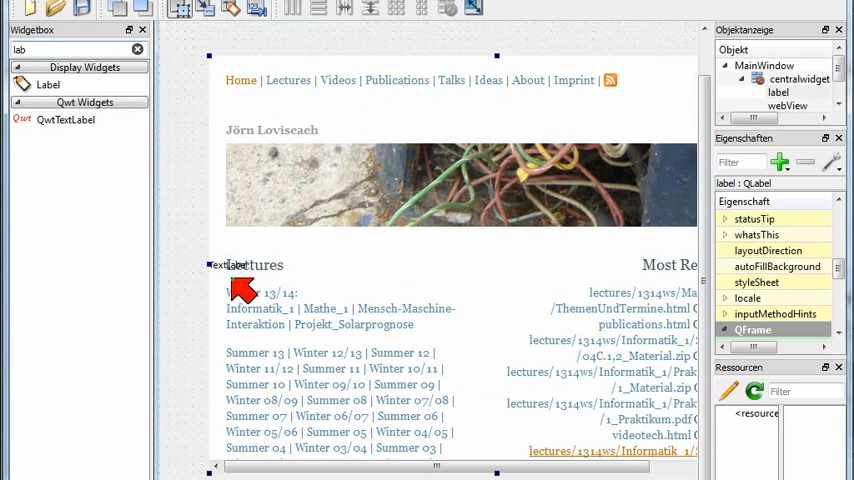 Widgetbox
lab
Display Widgets
Label
Qwt Widgets
Qwt QwtTextLabel
Home | Lectures | Videos | Publications | Talks | Ideas | About | Imprint |
Jörn Loviscach
TextLabel
Lectures
13/14:
Informatik_1 | Mathe_1 | Mensch-Maschine-
Interaktion | Projekt_Solarprognose
Summer 13 | Winter 12/13 | Summer 12 |
Winter 11/12 | Summer 11 | Winter 10/11 |
Summer 10 | Winter 09/10 | Summer 09 |
Winter 08/09 | Summer 08 | Winter 07/08 |
Summer 07 | Winter 06/07 | Summer 06 |
Winter 05/06 | Summer 05 | Winter 04/05 |
Summer 04 | Winter 03/04 | Summer 03 |
Most Re
lectures/1314ws/Ma
/ThemenUndTermine.html
publications.html
lectures/1314ws/Informatik_1/
/04C.1,2_Material.zip
lectures/1314ws/Informatik_1/Prak
/1_Material.zip
lectures/1314ws/Informatik_1/Prak
/1_Praktikum.pdf
videotech.html
lectures/1314ws/Informatik_1/
Objektanzeige
Objekt
MainWindow
centralwidget
label
webView
Eigenschaften
Filter
label : QLabel
Eigenschaft
statusTip
whatsThis
layoutDirection
autoFillBackground
styleSheet
locale
inputMethodHints
QFrame
Ressourcen
Filter
<resource